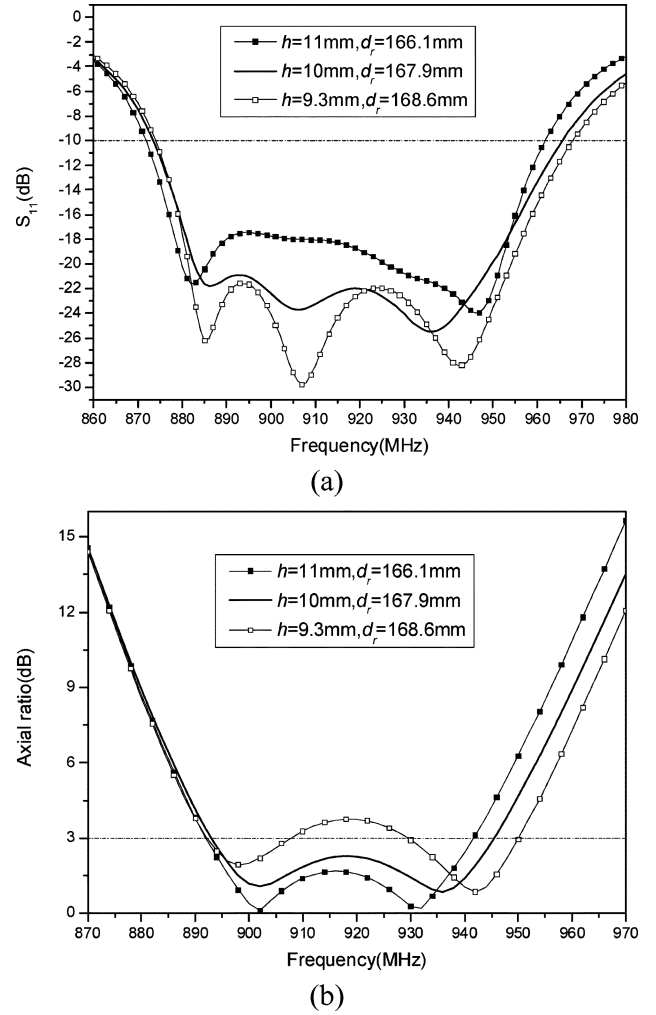 0
-2
-4
-6
-8
-10
-12
-14
-16
-18
-20
-22
-24
-26
-28
-30
S11(dB)
h=11mm,dr=166.1mm
h=10mm,dr=167.9mm
h=9.3mm,dr=168.6mm
860 870 880 890 900 910 920 930 940 950 960 970 980
Frequency(MHz)
(a)
15
12
9
6
3
0
Axial ratio(dB)
h=11mm,dr=166.1mm
h=10mm,dr=167.9mm
h=9.3mm,dr=168.6mm
870 880 890 900 910 920 930 940 950 960 970
Frequency(MHz)
(b)